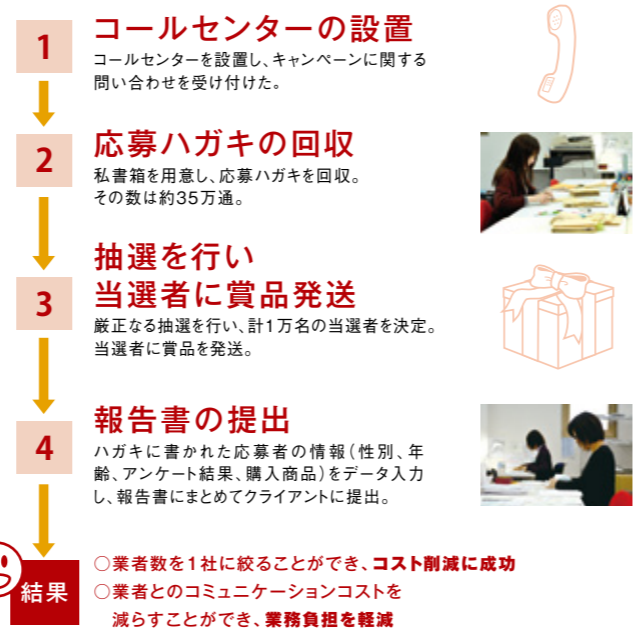 1
コールセンターの設置
コールセンターを設置し、キャンペーンに関する
問い合わせを受け付けた。
2
応募ハガキの回収
私書箱を用意し、応募ハガキを回収。
その数は約35万通。
3
抽選を行い
当選者に賞品発送
厳正なる抽選を行い、計1万名の当選者を決定。
当選者に賞品を発送。
4
報告書の提出
ハガキに書かれた応募者の情報(性別、年
齢、アンケート結果、購入商品)をデータ入力
し、報告書にまとめてクライアントに提出。
結果
○業者数を1社に絞ることができ、コスト削減に成功
○業者とのコミュニケーションコストを
減らすことができ、業務負担を軽減